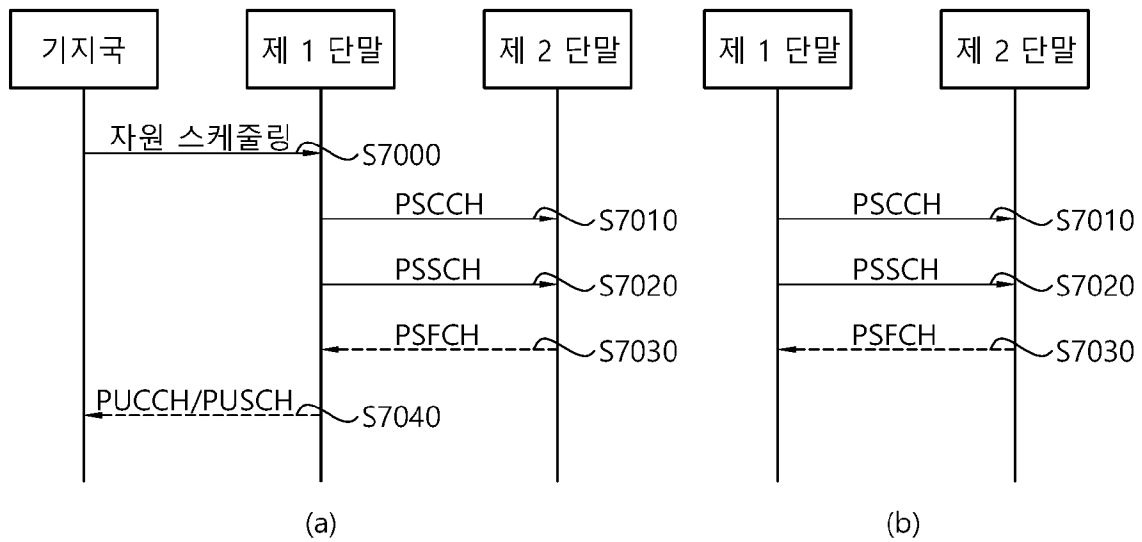 기지국 제 1 단말 제 2 단말 제 1 단말 제 2 단말
자원 스케줄링 S7000
PSCCH S7010 PSCCH S7010
PSSCH S7020 PSSCH S7020
PSFCH S7030 PSFCH S7030
PUCCH/PUSCH S7040
(a) (b)